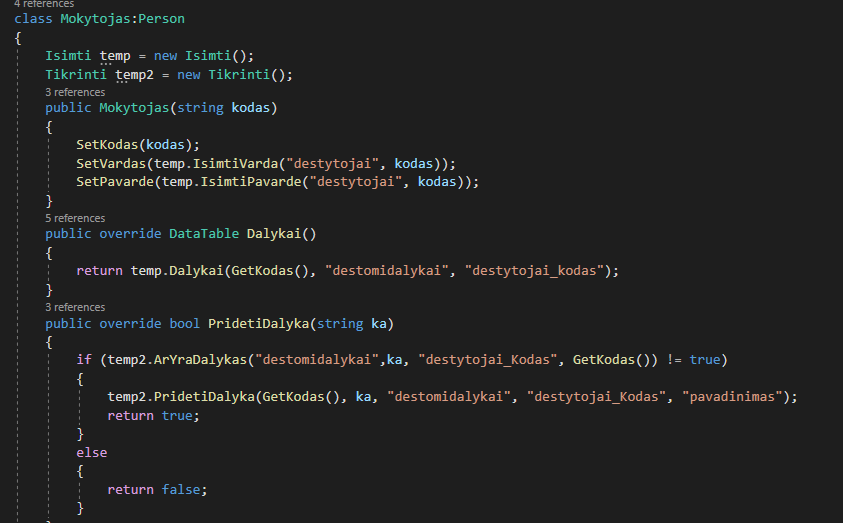 4 references
class Mokytojas:Person
{
Isimti temp = new Isimti();
Tikrinti temp2 = new Tikrinti();
3 references
public Mokytojas(string kodas)
{
SetKodas(kodas);
SetVardas(temp.IsimtiVarda("destytojai", kodas));
SetPavarde(temp.IsimtiPavarde("destytojai", kodas));
}
5 references
public override DataTable Dalykai()
{
return temp.Dalykai(GetKodas(), "destomidalykai", "destytojai_kodas");
}
3 references
public override bool PridetiDalyka(string ka)
{
if (temp2.ArYraDalykas("destomidalykai",ka, "destytojai_Kodas", GetKodas()) != true)
{
temp2.PridetiDalyka(GetKodas(), ka, "destomidalykai", "destytojai_Kodas", "pavadinimas");
return true;
}
else
{
return false;
}
}